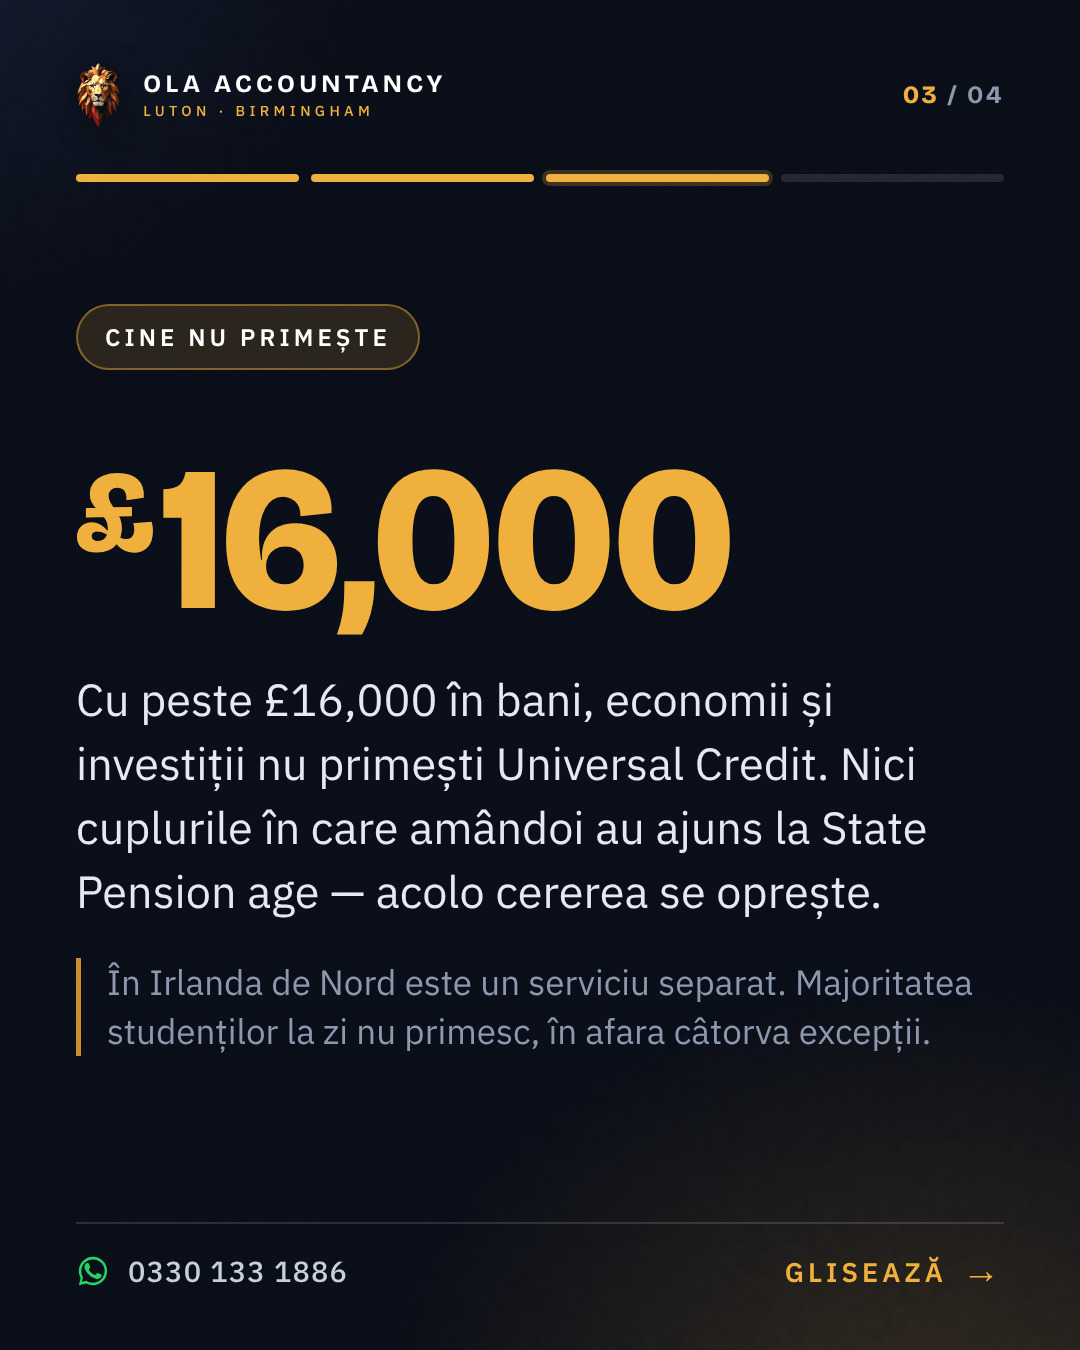 OLA ACCOUNTANCY
LUTON · BIRMINGHAM
03 / 04
CINE NU PRIMEȘTE
£16,000
Cu peste £16,000 în bani, economii și
investiții nu primești Universal Credit. Nici
cuplurile în care amândoi au ajuns la State
Pension age — acolo cererea se oprește.
În Irlanda de Nord este un serviciu separat. Majoritatea
studenților la zi nu primesc, în afara câtorva excepții.
0330 133 1886
GLISEAZĂ →